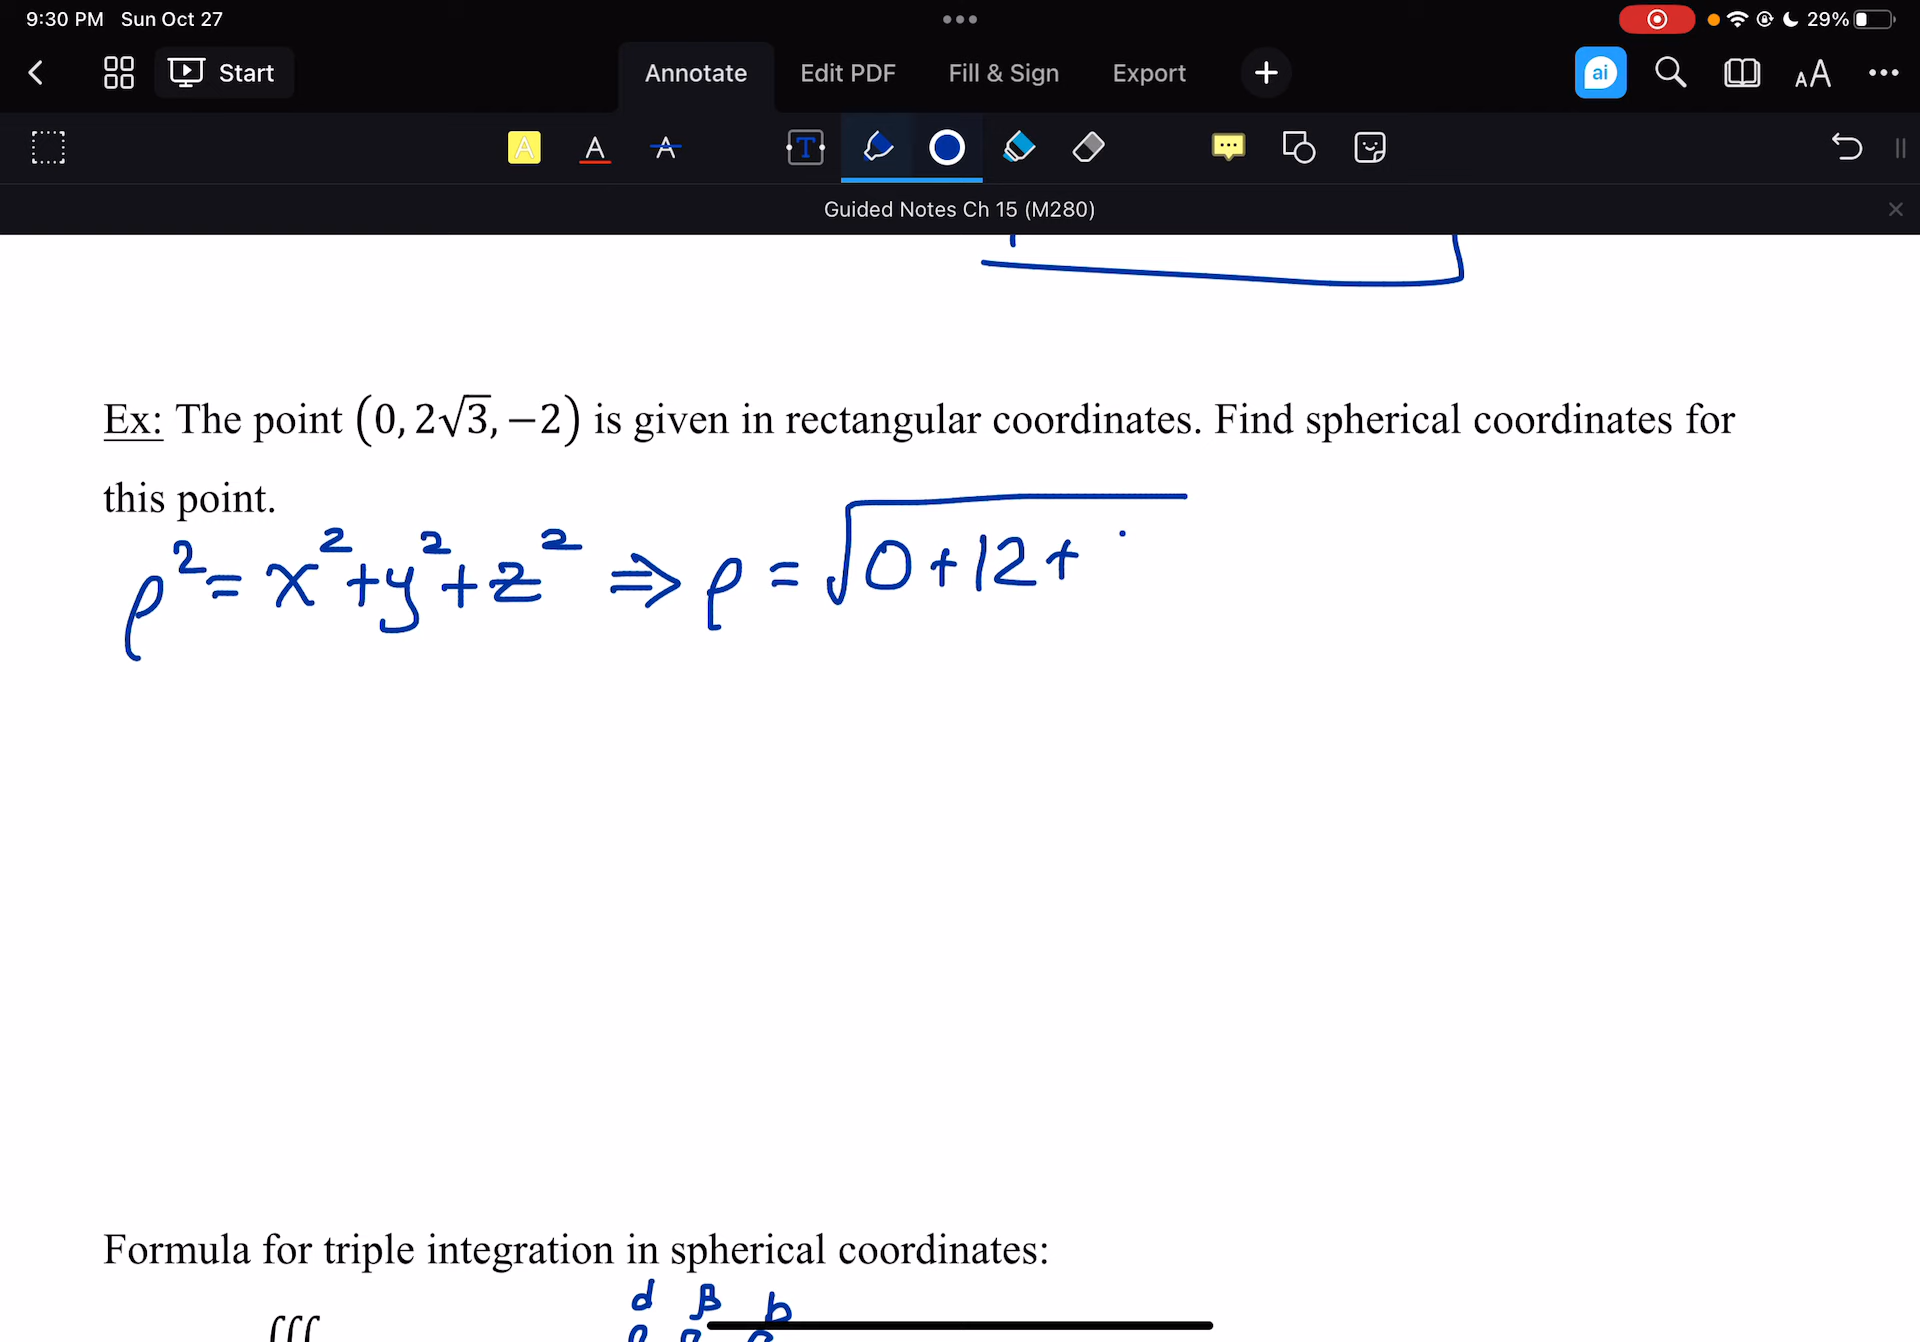 9:30 PM Sun Oct 27
29%
Start
Annotate
Edit PDF
Fill & Sign
Export
ai
AA
A A A T
Guided Notes Ch 15 (M280)
Ex: The point (0, 2√3, −2) is given in rectangular coordinates. Find spherical coordinates for
this point.
ρ² = x² + y² + z² ⇒ ρ = √0 + 12 +
Formula for triple integration in spherical coordinates:
d β b
∭